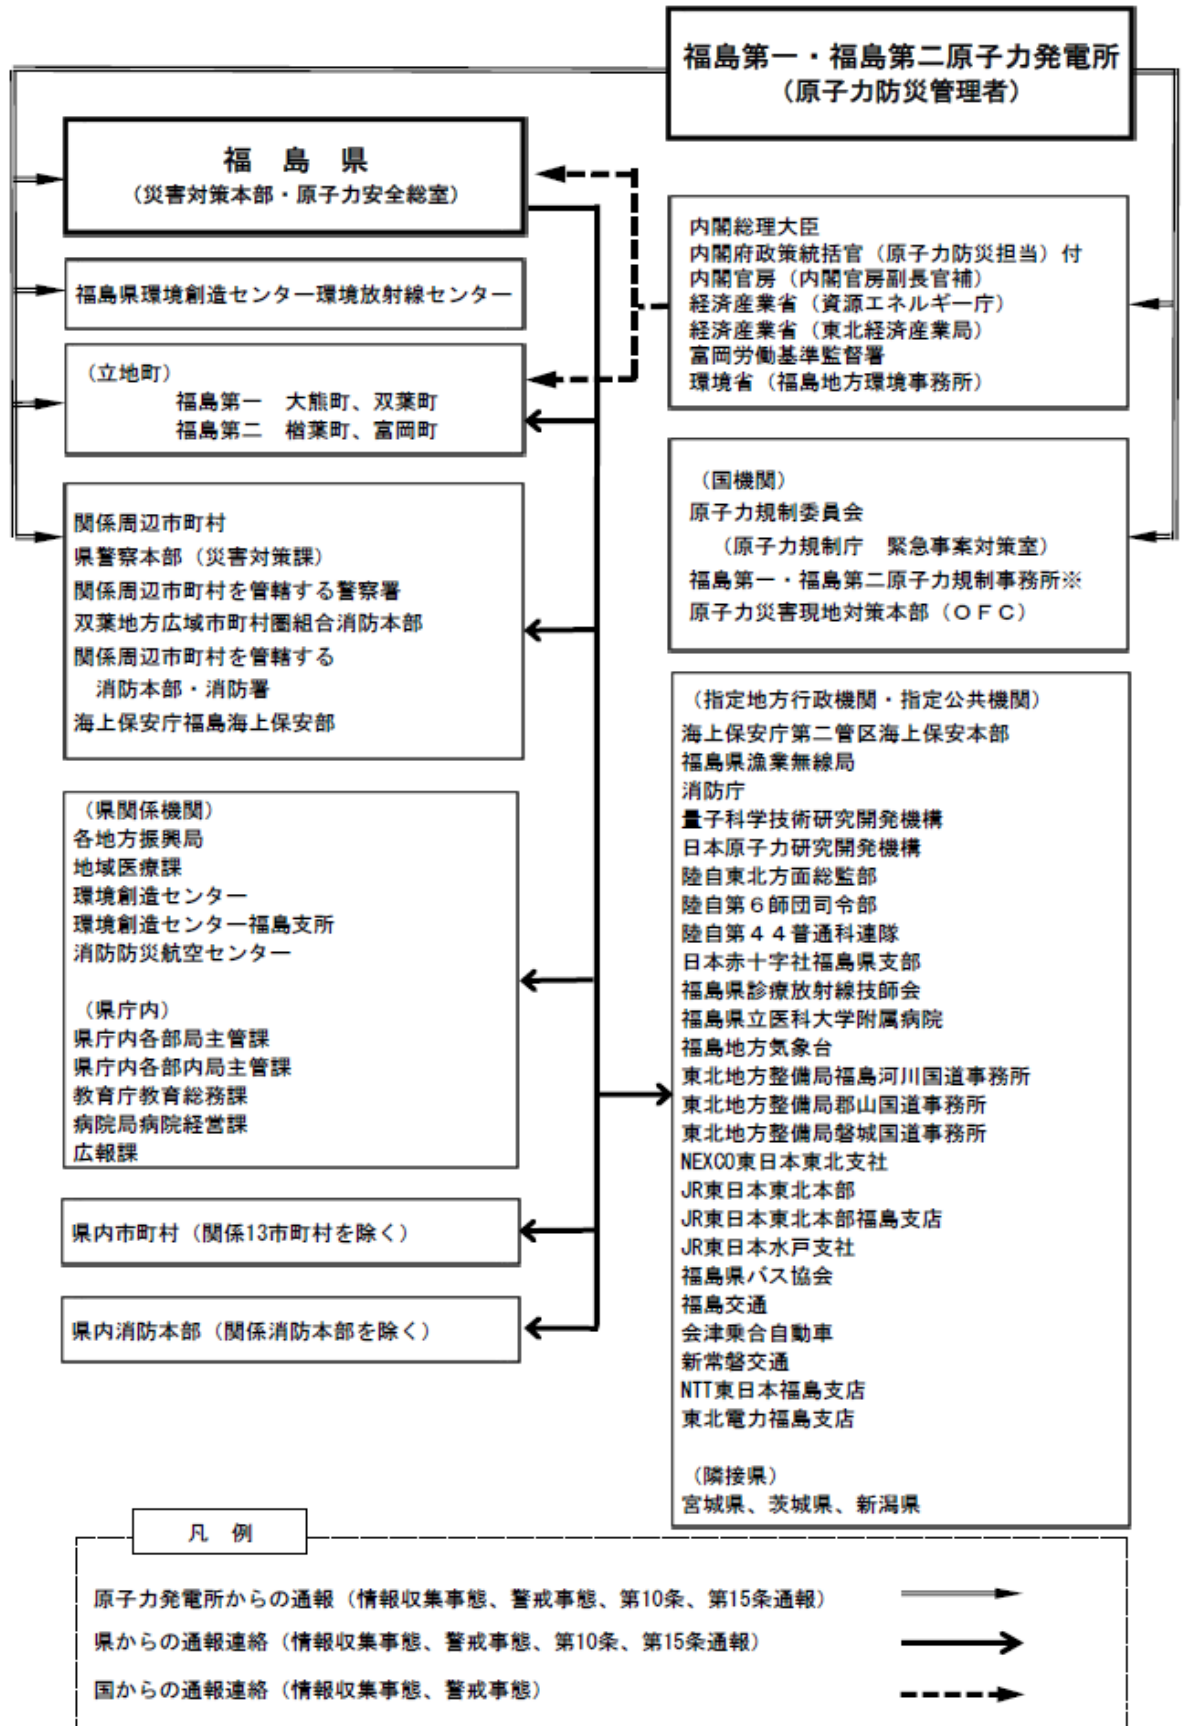 福島第一・福島第二原子力発電所
（原子力防災管理者）
福 島 県
（災害対策本部・原子力安全総室）
福島県環境創造センター環境放射線センター
（立地町）
福島第一 大熊町、双葉町
福島第二 楢葉町、富岡町
関係周辺市町村
県警察本部（災害対策課）
関係周辺市町村を管轄する警察署
双葉地方広域市町村圏組合消防本部
関係周辺市町村を管轄する
消防本部・消防署
海上保安庁福島海上保安部
（県関係機関）
各地方振興局
地域医療課
環境創造センター
環境創造センター福島支所
消防防災航空センター
（県庁内）
県庁内各部局主管課
県庁内各部内局主管課
教育庁教育総務課
病院局病院経営課
広報課
県内市町村（関係13市町村を除く）
県内消防本部（関係消防本部を除く）
内閣総理大臣
内閣府政策統括官（原子力防災担当）付
内閣官房（内閣官房副長官補）
経済産業省（資源エネルギー庁）
経済産業省（東北経済産業局）
富岡労働基準監督署
環境省（福島地方環境事務所）
（国機関）
原子力規制委員会
（原子力規制庁 緊急事案対策室）
福島第一・福島第二原子力規制事務所※
原子力災害現地対策本部（ＯＦＣ）
（指定地方行政機関・指定公共機関）
海上保安庁第二管区海上保安本部
福島県漁業無線局
消防庁
量子科学技術研究開発機構
日本原子力研究開発機構
陸自東北方面総監部
陸自第６師団司令部
陸自第４４普通科連隊
日本赤十字社福島県支部
福島県診療放射線技師会
福島県立医科大学附属病院
福島地方気象台
東北地方整備局福島河川国道事務所
東北地方整備局郡山国道事務所
東北地方整備局磐城国道事務所
NEXCO東日本東北支社
JR東日本東北本部
JR東日本東北本部福島支店
JR東日本水戸支社
福島県バス協会
福島交通
会津乗合自動車
新常磐交通
NTT東日本福島支店
東北電力福島支店
（隣接県）
宮城県、茨城県、新潟県
凡 例
原子力発電所からの通報（情報収集事態、警戒事態、第10条、第15条通報）
県からの通報連絡（情報収集事態、警戒事態、第10条、第15条通報）
国からの通報連絡（情報収集事態、警戒事態）